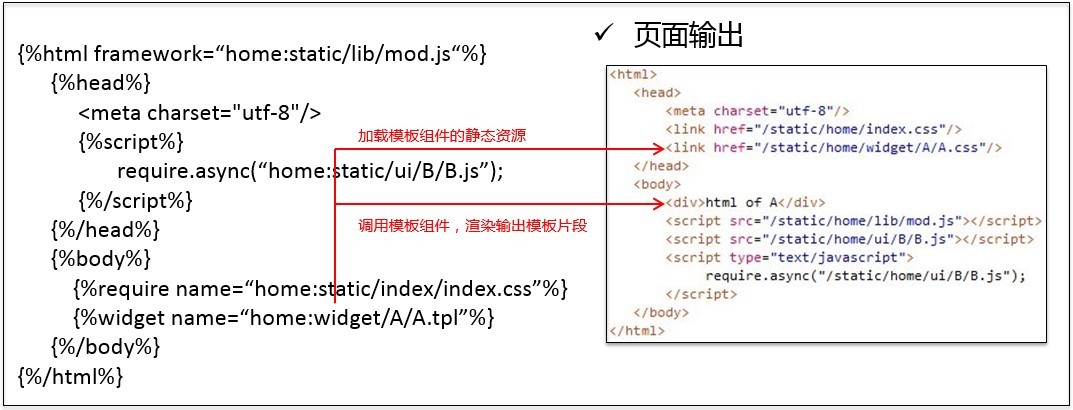 {%html framework=“home:static/lib/mod.js“%}
{%head%}
<meta charset="utf-8"/>
{%script%}
require.async(“home:static/ui/B/B.js”);
{%/script%}
{%/head%}
{%body%}
{%require name=“home:static/index/index.css”%}
{%widget name=“home:widget/A/A.tpl”%}
{%/body%}
{%/html%}
加载模板组件的静态资源
调用模板组件，渲染输出模板片段
✓ 页面输出
<html>
<head>
<meta charset="utf-8"/>
<link href="/static/home/index.css"/>
<link href="/static/home/widget/A/A.css"/>
</head>
<body>
<div>html of A</div>
<script src="/static/home/lib/mod.js"></script>
<script src="/static/home/ui/B/B.js"></script>
<script type="text/javascript">
require.async("/static/home/ui/B/B.js");
</script>
</body>
</html>